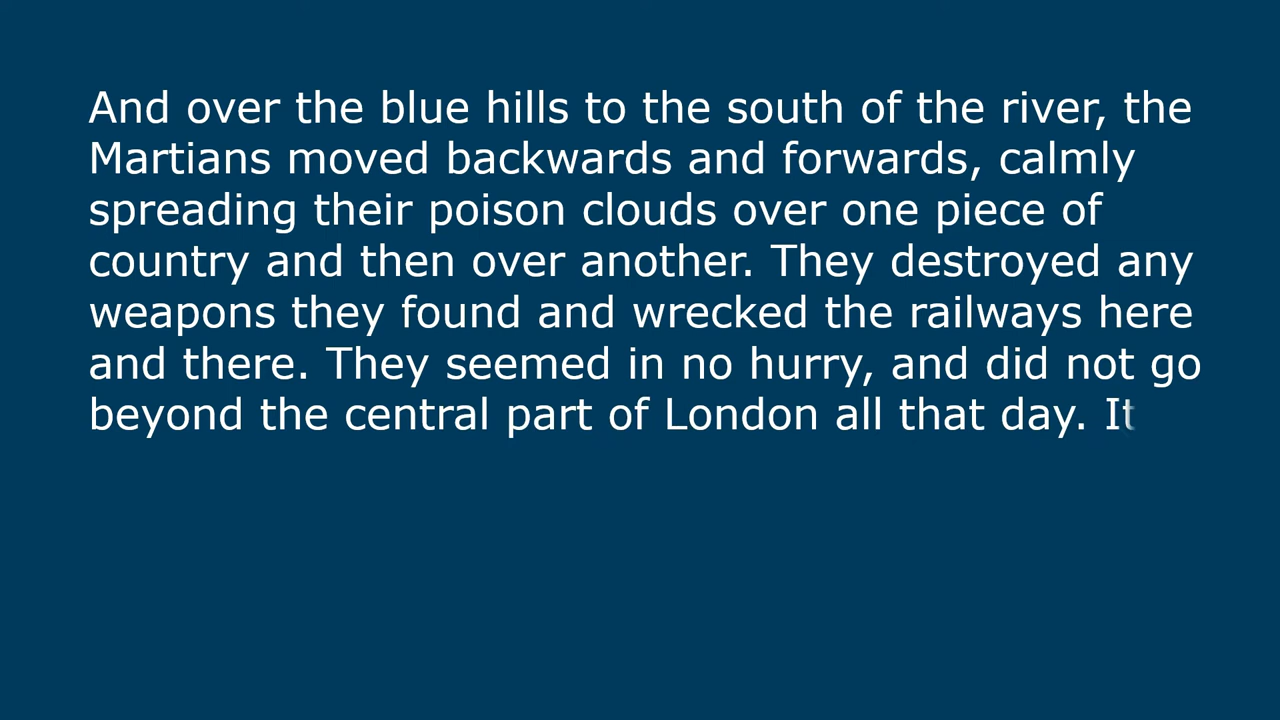 And over the blue hills to the south of the river, the
Martians moved backwards and forwards, calmly
spreading their poison clouds over one piece of
country and then over another. They destroyed any
weapons they found and wrecked the railways here
and there. They seemed in no hurry, and did not go
beyond the central part of London all that day. It